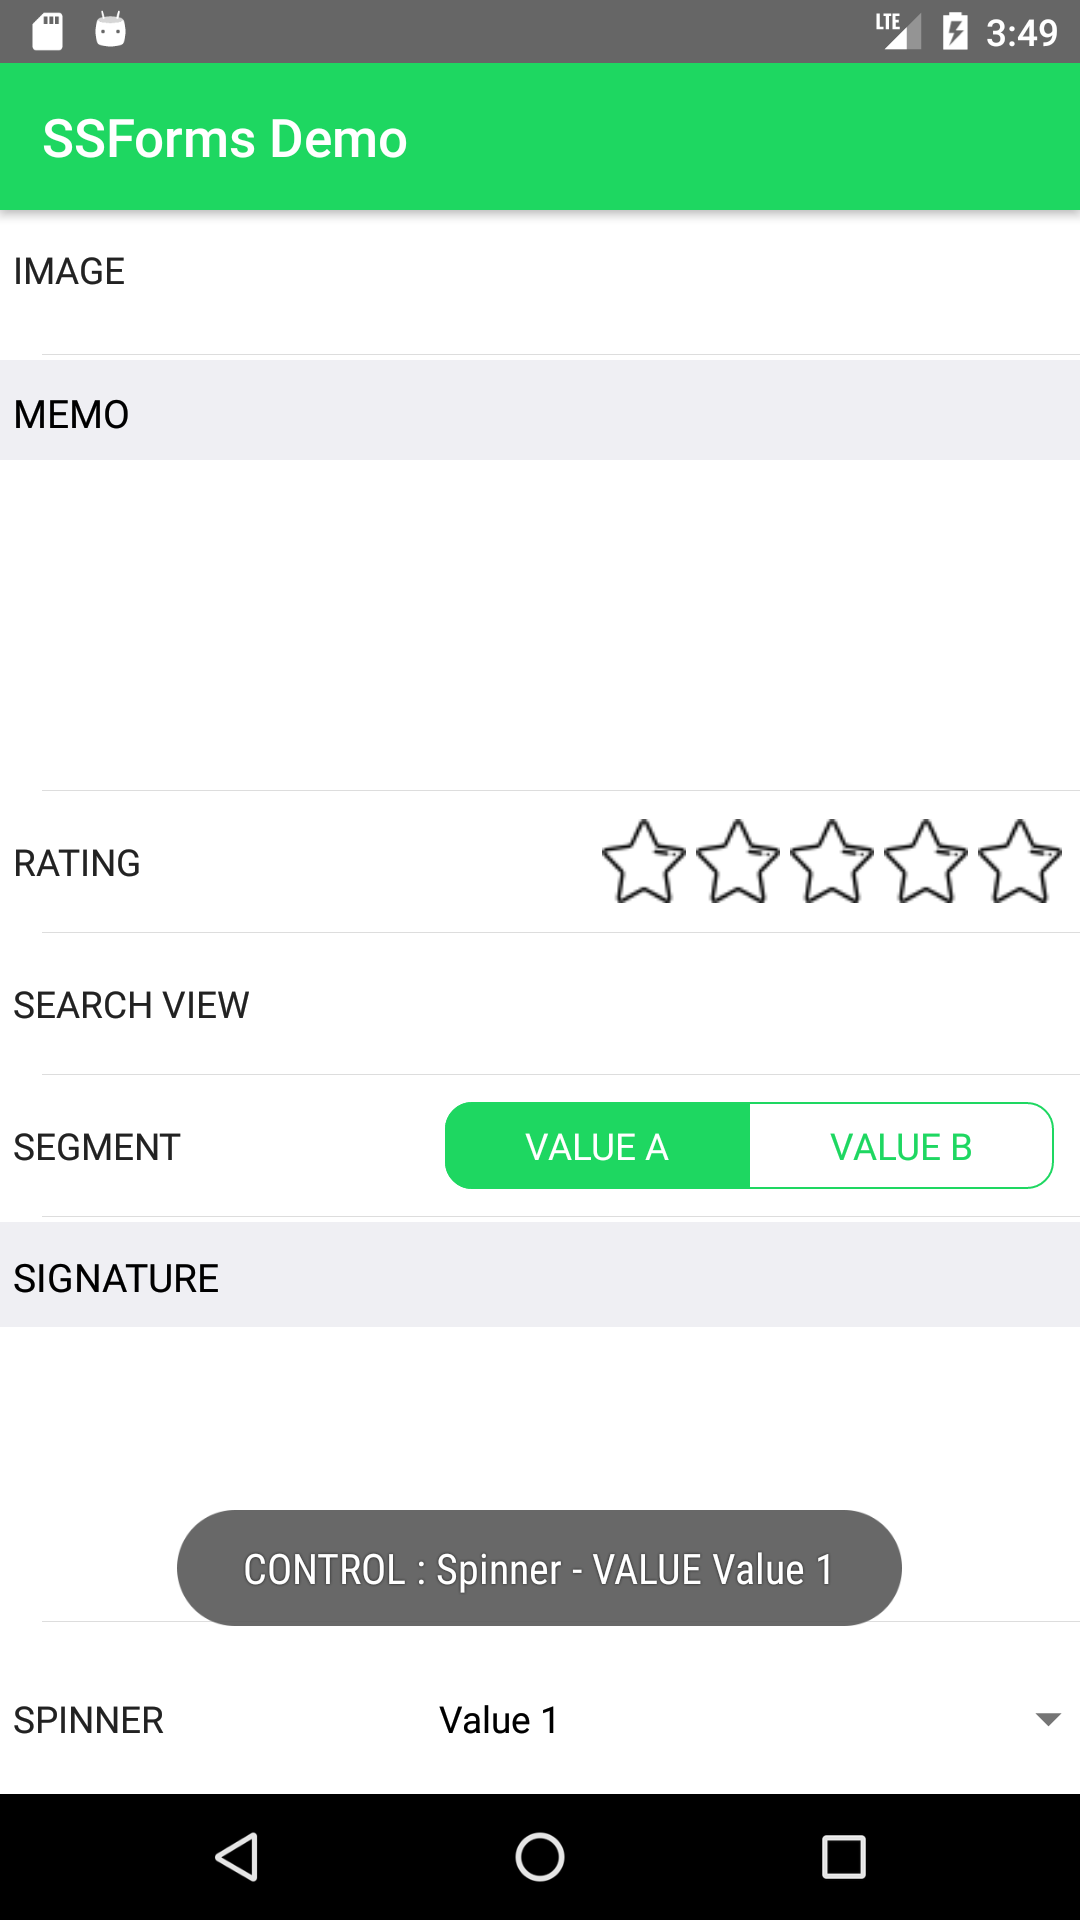 LTE 3:49
SSForms Demo
IMAGE
MEMO
RATING
SEARCH VIEW
SEGMENT VALUE A VALUE B
SIGNATURE
CONTROL : Spinner - VALUE Value 1
SPINNER Value 1